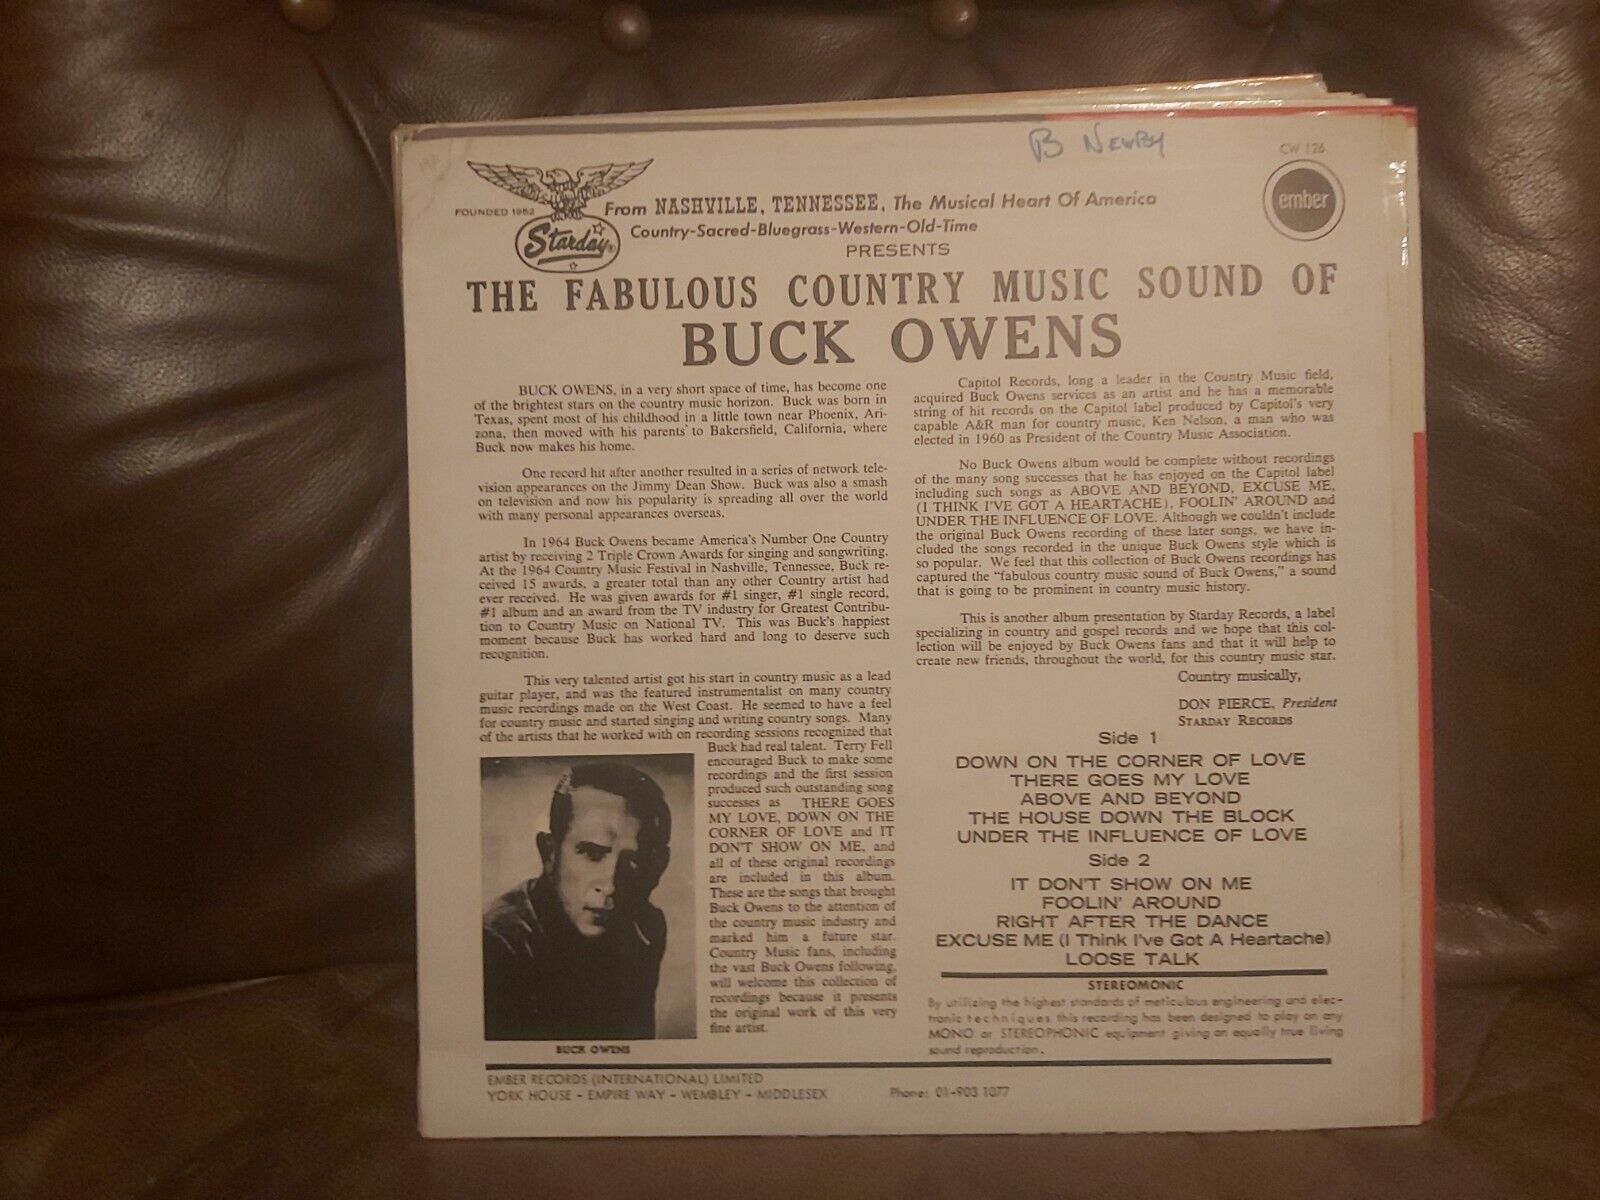 B Newby
CW 126
ember
FOUNDED 1952
Starday
From NASHVILLE, TENNESSEE, The Musical Heart Of America
Country-Sacred-Bluegrass-Western-Old-Time
PRESENTS
THE FABULOUS COUNTRY MUSIC SOUND OF
BUCK OWENS
BUCK OWENS, in a very short space of time, has become one
of the brightest stars on the country music horizon. Buck was born in
Texas, spent most of his childhood in a little town near Phoenix, Ari-
zona, then moved with his parents to Bakersfield, California, where
Buck now makes his home.
One record hit after another resulted in a series of network tele-
vision appearances on the Jimmy Dean Show. Buck was also a smash
on television and now his popularity is spreading all over the world
with many personal appearances overseas.
In 1964 Buck Owens became America's Number One Country
artist by receiving 2 Triple Crown Awards for singing and songwriting.
At the 1964 Country Music Festival in Nashville, Tennessee, Buck re-
ceived 15 awards, a greater total than any other Country artist had
ever received. He was given awards for #1 singer, #1 single record,
#1 album and an award from the TV industry for Greatest Contribu-
tion to Country Music on National TV. This was Buck's happiest
moment because Buck has worked hard and long to deserve such
recognition.
This very talented artist got his start in country music as a lead
guitar player, and was the featured instrumentalist on many country
music recordings made on the West Coast. He seemed to have a feel
for country music and started singing and writing country songs. Many
of the artists that he worked with on recording sessions recognized that
Buck had real talent. Terry Fell
encouraged Buck to make some
recordings and the first session
produced such outstanding song
successes as THERE GOES
MY LOVE, DOWN ON THE
CORNER OF LOVE and IT
DON'T SHOW ON ME, and
all of these original recordings
are included in this album.
These are the songs that brought
Buck Owens to the attention of
the country music industry and
marked him a future star.
Country Music fans, including
the vast Buck Owens following,
will welcome this collection of
recordings because it presents
the original work of this very
fine artist.
BUCK OWENS
Capitol Records, long a leader in the Country Music field,
acquired Buck Owens services as an artist and he has a memorable
string of hit records on the Capitol label produced by Capitol's very
capable A&R man for country music, Ken Nelson, a man who was
elected in 1960 as President of the Country Music Association.
No Buck Owens album would be complete without recordings
of the many song successes that he has enjoyed on the Capitol label
including such songs as ABOVE AND BEYOND, EXCUSE ME,
(I THINK I'VE GOT A HEARTACHE), FOOLIN' AROUND and
UNDER THE INFLUENCE OF LOVE. Although we couldn't include
the original Buck Owens recording of these later songs, we have in-
cluded the songs recorded in the unique Buck Owens style which is
so popular. We feel that this collection of Buck Owens recordings has
captured the "fabulous country music sound of Buck Owens," a sound
that is going to be prominent in country music history.
This is another album presentation by Starday Records, a label
specializing in country and gospel records and we hope that this col-
lection will be enjoyed by Buck Owens fans and that it will help to
create new friends, throughout the world, for this country music star.
Country musically,
DON PIERCE, President
STARDAY RECORDS
Side 1
DOWN ON THE CORNER OF LOVE
THERE GOES MY LOVE
ABOVE AND BEYOND
THE HOUSE DOWN THE BLOCK
UNDER THE INFLUENCE OF LOVE
Side 2
IT DON'T SHOW ON ME
FOOLIN' AROUND
RIGHT AFTER THE DANCE
EXCUSE ME (I Think I've Got A Heartache)
LOOSE TALK
STEREOMONIC
By utilizing the highest standards of meticulous engineering and elec-
tronic techniques this recording has been designed to play on any
MONO or STEREOPHONIC equipment giving an equally true living
sound reproduction.
EMBER RECORDS (INTERNATIONAL) LIMITED
YORK HOUSE - EMPIRE WAY - WEMBLEY - MIDDLESEX
Phone: 01-903 1077